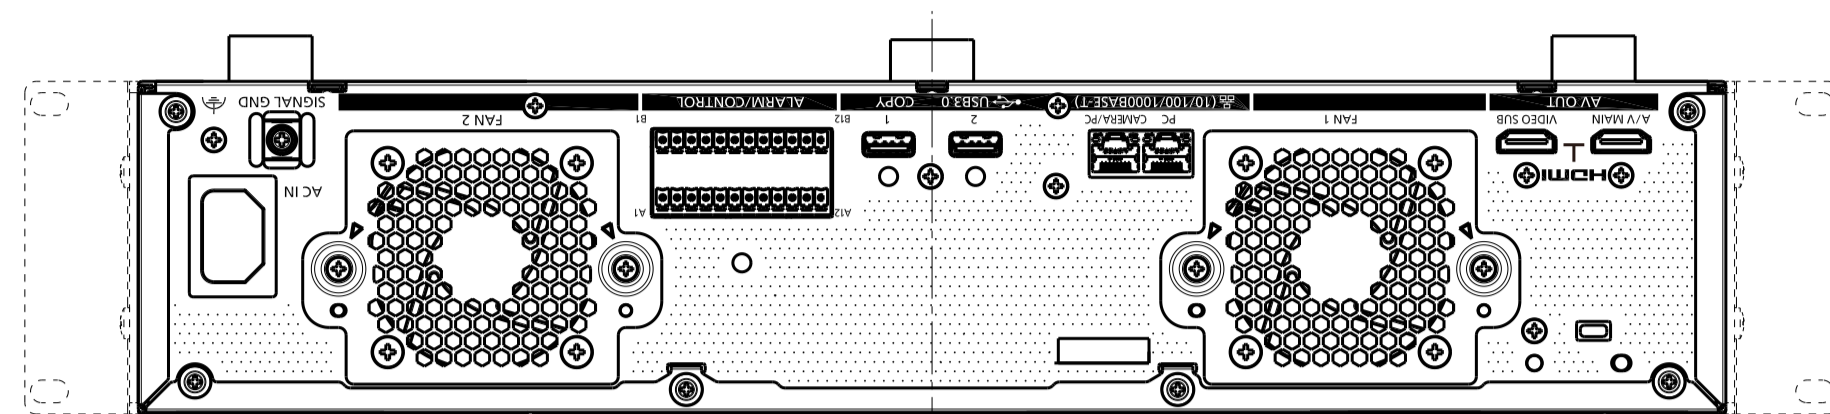 A12
A1
AC IN
HDMI
A/V MAIN
VIDEO SUB
FAN 1
PC
CAMERA/PC
2
1
B12
B1
FAN 2
AV OUT
(10/100/1000BASE-T)
USB3.0
COPY
ALARM/CONTROL
SIGNAL GND